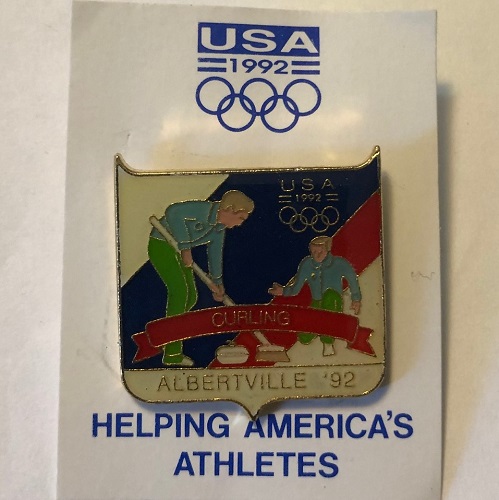 USA
1992
USA
1992
CURLING
ALBERTVILLE '92
HELPING AMERICA'S
ATHLETES